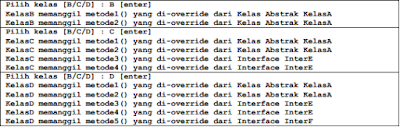 Pilih kelas [B/C/D] : B [enter]
KelasB memanggil metode1() yang di-override dari Kelas Abstrak KelasA
KelasB memanggil metode2() yang di-override dari Kelas Abstrak KelasA
Pilih kelas [B/C/D] : C [enter]
KelasC memanggil metode1() yang di-override dari Kelas Abstrak KelasA
KelasC memanggil metode2() yang di-override dari Kelas Abstrak KelasA
KelasC memanggil metode3() yang di-override dari Interface InterE
KelasC memanggil metode4() yang di-override dari Interface InterE
Pilih kelas [B/C/D] : D [enter]
KelasD memanggil metode1() yang di-override dari Kelas Abstrak KelasA
KelasD memanggil metode2() yang di-override dari Kelas Abstrak KelasA
KelasD memanggil metode3() yang di-override dari Interface InterE
KelasD memanggil metode4() yang di-override dari Interface InterE
KelasD memanggil metode5() yang di-override dari Interface InterF